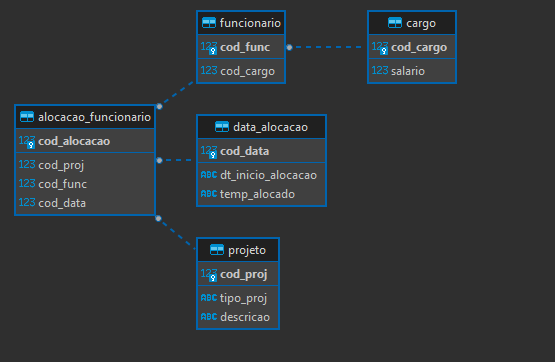 funcionario
123 cod_func
123 cod_cargo
cargo
123 cod_cargo
123 salario
alocacao_funcionario
123 cod_alocacao
123 cod_proj
123 cod_func
123 cod_data
data_alocacao
123 cod_data
ABC dt_inicio_alocacao
ABC temp_alocado
projeto
123 cod_proj
ABC tipo_proj
ABC descricao